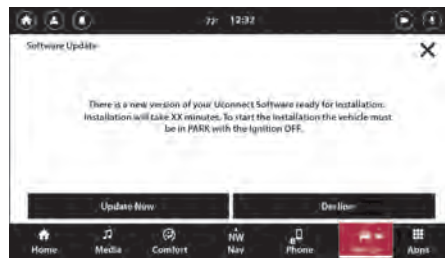 72° 12:32
Software Update
There is a new version of your Uconnect Software ready for installation.
Installation will take XX minutes. To start the installation the vehicle must
be in PARK with the Ignition OFF.
Update Now Decline
NW
Home Media Comfort Nav Phone Apps